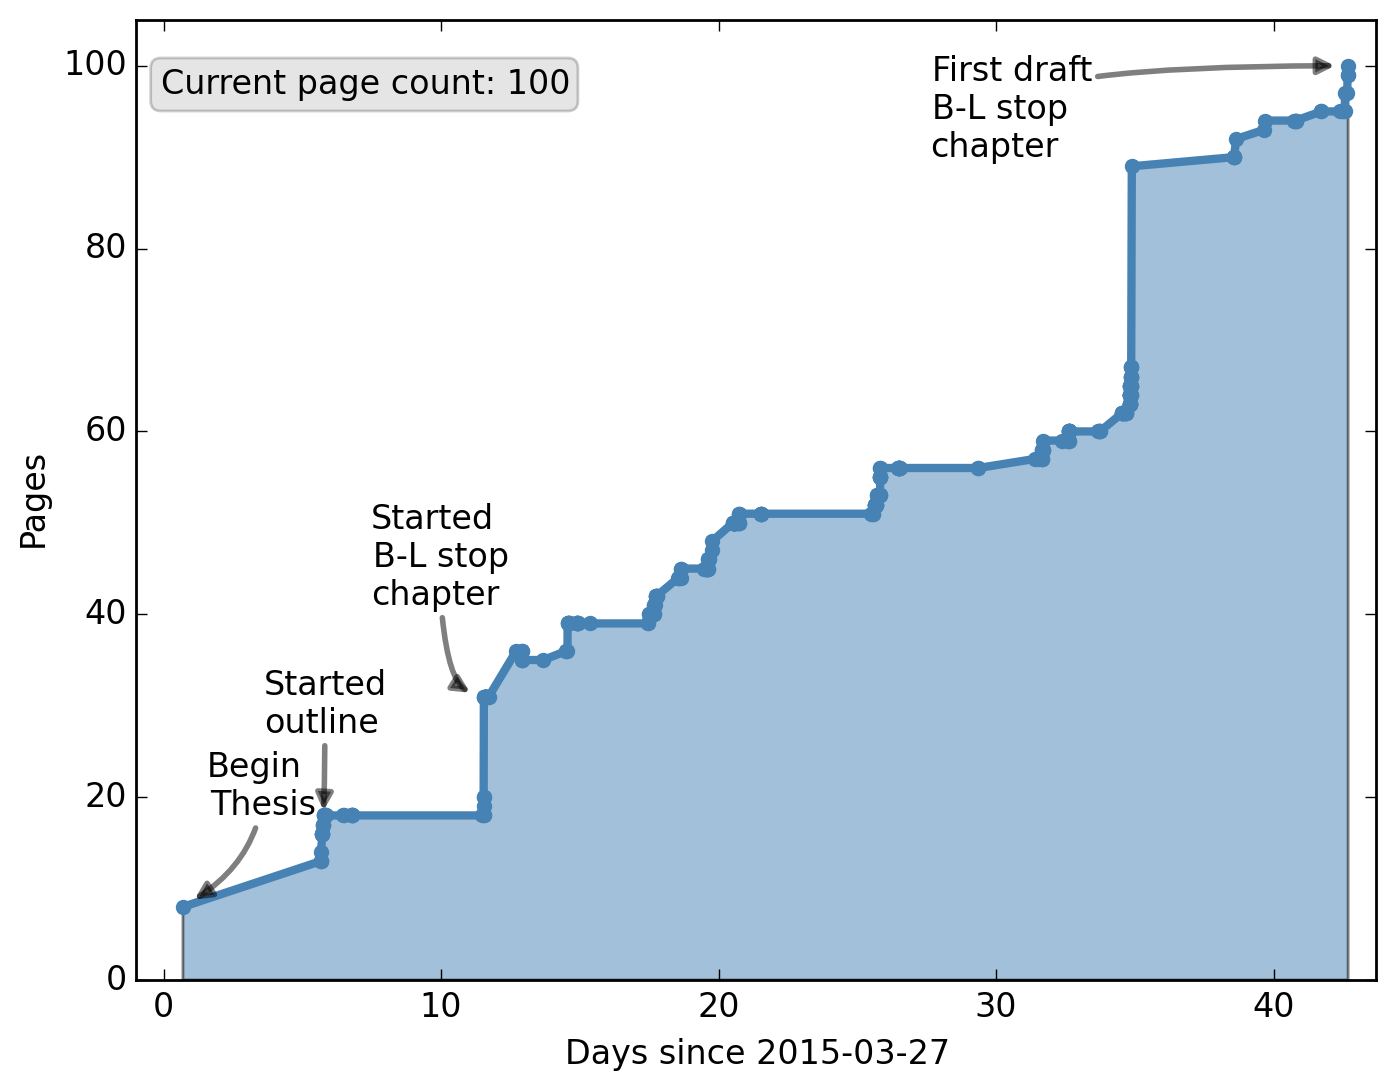 Current page count: 100
First draft
B-L stop
chapter
Started
B-L stop
chapter
Started
outline
Begin
Thesis
100
80
60
40
20
0
Pages
0 10 20 30 40
Days since 2015-03-27